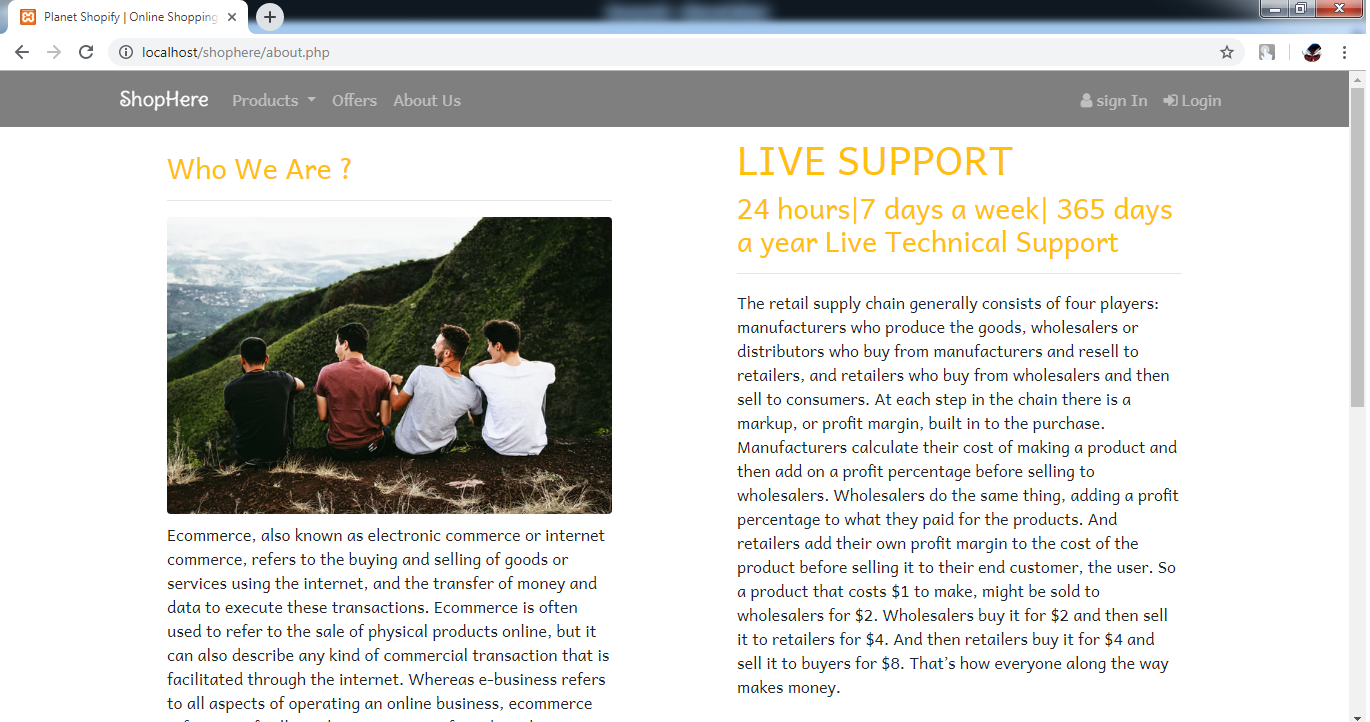 Planet Shopify | Online Shopping
localhost/shophere/about.php
ShopHere Products Offers About Us sign In Login
Who We Are ?
Ecommerce, also known as electronic commerce or internet
commerce, refers to the buying and selling of goods or
services using the internet, and the transfer of money and
data to execute these transactions. Ecommerce is often
used to refer to the sale of physical products online, but it
can also describe any kind of commercial transaction that is
facilitated through the internet. Whereas e-business refers
to all aspects of operating an online business, ecommerce
LIVE SUPPORT
24 hours|7 days a week| 365 days
a year Live Technical Support
The retail supply chain generally consists of four players:
manufacturers who produce the goods, wholesalers or
distributors who buy from manufacturers and resell to
retailers, and retailers who buy from wholesalers and then
sell to consumers. At each step in the chain there is a
markup, or profit margin, built in to the purchase.
Manufacturers calculate their cost of making a product and
then add on a profit percentage before selling to
wholesalers. Wholesalers do the same thing, adding a profit
percentage to what they paid for the products. And
retailers add their own profit margin to the cost of the
product before selling it to their end customer, the user. So
a product that costs $1 to make, might be sold to
wholesalers for $2. Wholesalers buy it for $2 and then sell
it to retailers for $4. And then retailers buy it for $4 and
sell it to buyers for $8. That's how everyone along the way
makes money.